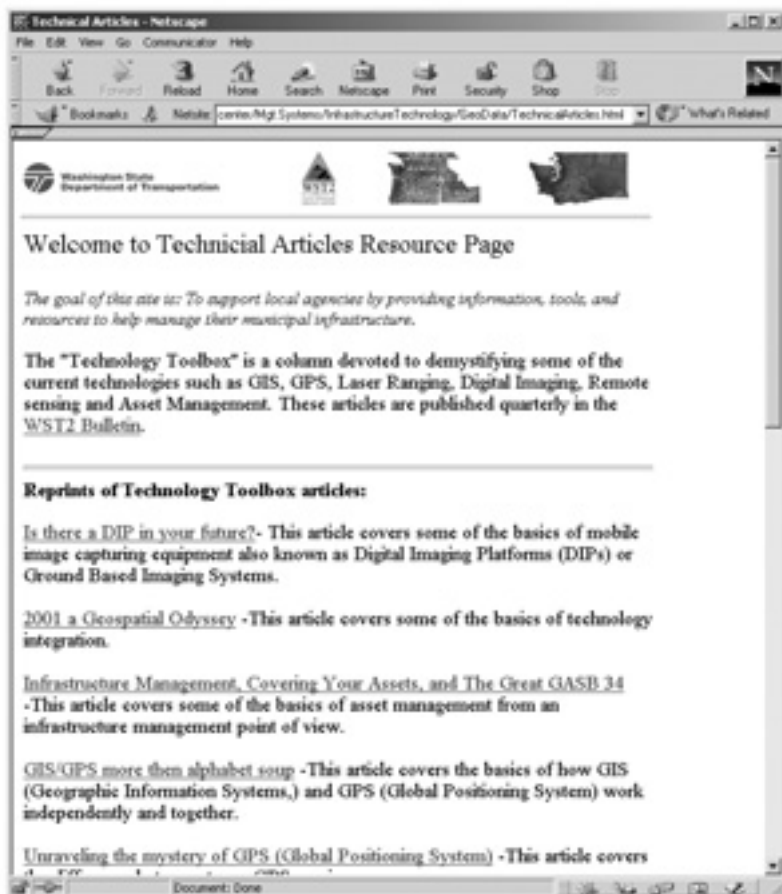 Technical Articles - Netscape
File Edit View Go Communicator Help
Back Forward Reload Home Search Netscape Print Security Shop Stop
N
Bookmarks Netsite: center/Mgt.Systems/InfrastructureTechnology/GeoData/TechnicalArticles.html What's Related
Washington State
Department of Transportation
WST2
Welcome to Technicial Articles Resource Page
The goal of this site is: To support local agencies by providing information, tools, and
resources to help manage their municipal infrastructure.
The "Technology Toolbox" is a column devoted to demystifying some of the
current technologies such as GIS, GPS, Laser Ranging, Digital Imaging, Remote
sensing and Asset Management. These articles are published quarterly in the
WST2 Bulletin.
Reprints of Technology Toolbox articles:
Is there a DIP in your future?- This article covers some of the basics of mobile
image capturing equipment also known as Digital Imaging Platforms (DIPs) or
Ground Based Imaging Systems.
2001 a Geospatial Odyssey -This article covers some of the basics of technology
integration.
Infrastructure Management, Covering Your Assets, and The Great GASB 34
-This article covers some of the basics of asset management from an
infrastructure management point of view.
GIS/GPS more then alphabet soup -This article covers the basics of how GIS
(Geographic Information Systems,) and GPS (Global Positioning System) work
independently and together.
Unraveling the mystery of GPS (Global Positioning System) -This article covers
Document: Done